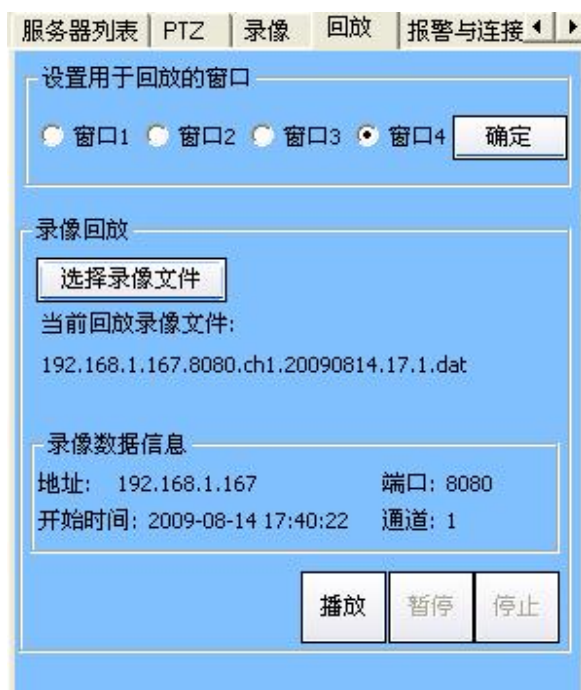 服务器列表 PTZ 录像 回放 报警与连接
设置用于回放的窗口
窗口1 窗口2 窗口3 窗口4 确定
录像回放
选择录像文件
当前回放录像文件:
192.168.1.167.8080.ch1.20090814.17.1.dat
录像数据信息
地址: 192.168.1.167 端口: 8080
开始时间: 2009-08-14 17:40:22 通道: 1
播放 暂停 停止